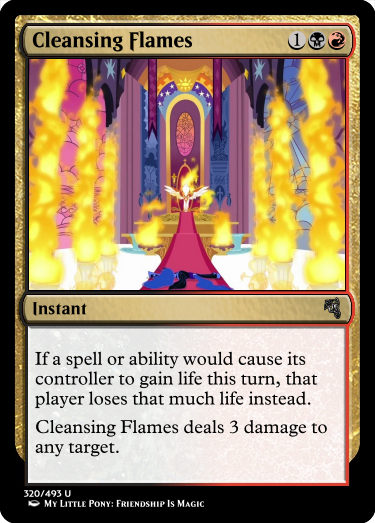 Cleansing Flames 1
Instant
If a spell or ability would cause its
controller to gain life this turn, that
player loses that much life instead.
Cleansing Flames deals 3 damage to
any target.
320/493 U
My Little Pony: Friendship Is Magic